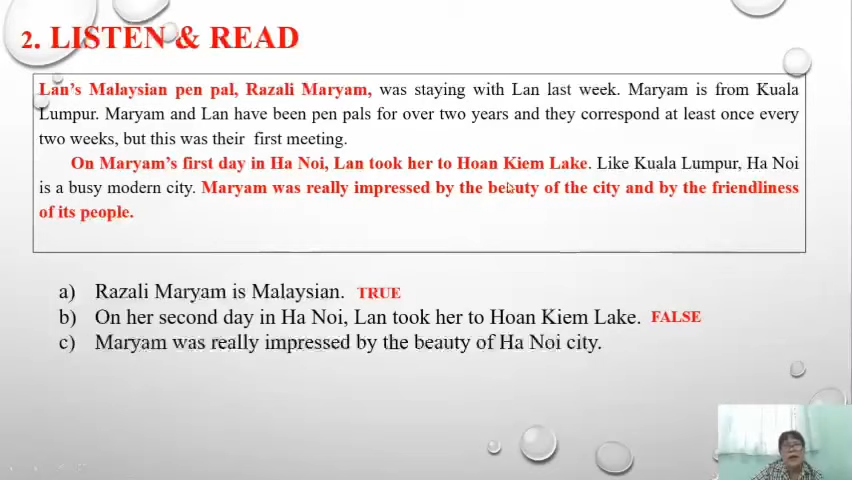 2. LISTEN & READ
Lan's Malaysian pen pal, Razali Maryam, was staying with Lan last week. Maryam is from Kuala
Lumpur. Maryam and Lan have been pen pals for over two years and they correspond at least once every
two weeks, but this was their first meeting.
On Maryam's first day in Ha Noi, Lan took her to Hoan Kiem Lake. Like Kuala Lumpur, Ha Noi
is a busy modern city. Maryam was really impressed by the beauty of the city and by the friendliness
of its people.
a) Razali Maryam is Malaysian. TRUE
b) On her second day in Ha Noi, Lan took her to Hoan Kiem Lake. FALSE
c) Maryam was really impressed by the beauty of Ha Noi city.